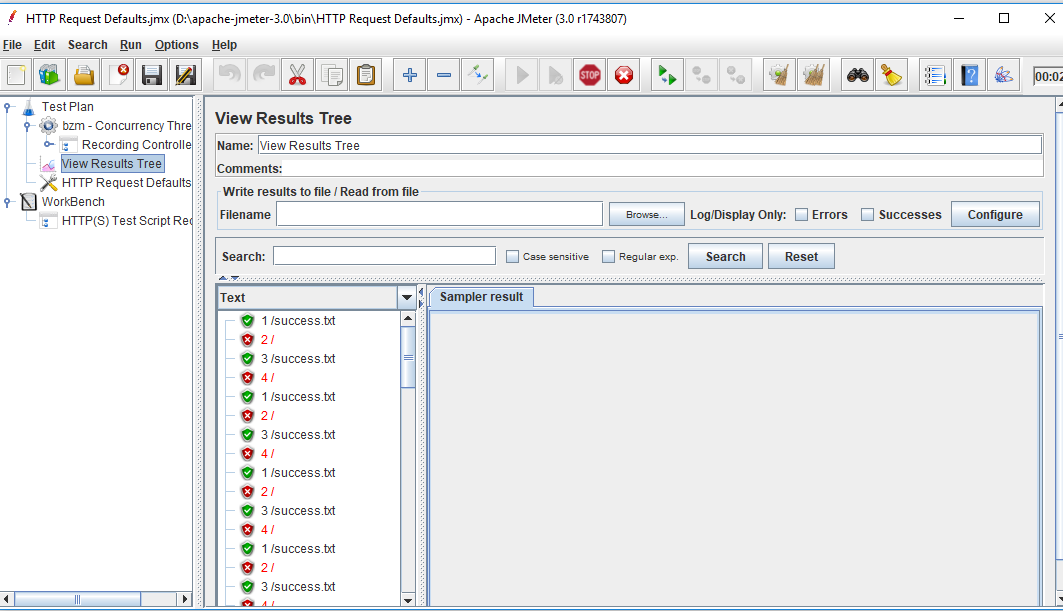 HTTP Request Defaults.jmx (D:\apache-jmeter-3.0\bin\HTTP Request Defaults.jmx) - Apache JMeter (3.0 r1743807)
File Edit Search Run Options Help
STOP
00:02
Test Plan
bzm - Concurrency Thre
Recording Controlle
View Results Tree
HTTP Request Defaults
WorkBench
HTTP(S) Test Script Rec
View Results Tree
Name: View Results Tree
Comments:
Write results to file / Read from file
Filename Browse... Log/Display Only: Errors Successes Configure
Search: Case sensitive Regular exp. Search Reset
Text
Sampler result
1 /success.txt
2 /
3 /success.txt
4 /
1 /success.txt
2 /
3 /success.txt
4 /
1 /success.txt
2 /
3 /success.txt
4 /
1 /success.txt
2 /
3 /success.txt
4 /